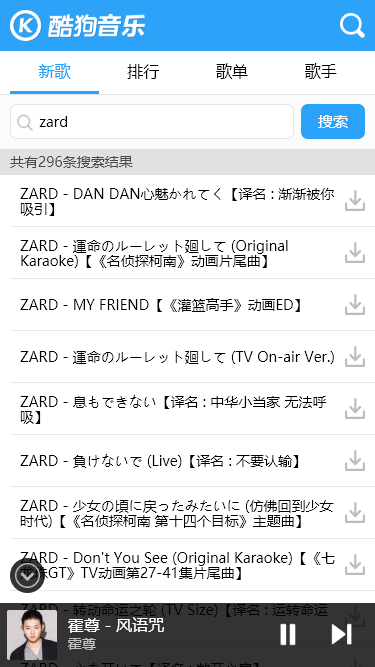 酷狗音乐
新歌 排行 歌单 歌手
zard 搜索
共有296条搜索结果
ZARD - DAN DAN心魅かれてく【译名 : 渐渐被你
吸引】
ZARD - 運命のルーレット廻して (Original
Karaoke)【《名侦探柯南》动画片尾曲】
ZARD - MY FRIEND【《灌篮高手》动画ED】
ZARD - 運命のルーレット廻して (TV On-air Ver.)
ZARD - 息もできない【译名 : 中华小当家 无法呼
吸】
ZARD - 負けないで (Live)【译名 : 不要认输】
ZARD - 少女の頃に戻ったみたいに (仿佛回到少女
时代)【《名侦探柯南 第十四个目标》主题曲】
ZARD - Don't You See (Original Karaoke)【《七
GT》TV动画第27-41集片尾曲】
ZARD - 转动命运之轮 (TV Size)【译名 : 运转命运
霍尊 - 风语咒
霍尊